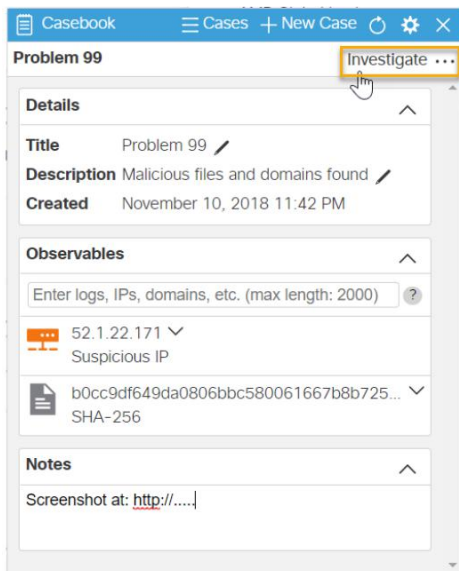 Casebook Cases + New Case
Problem 99 Investigate ...
Details
Title Problem 99
Description Malicious files and domains found
Created November 10, 2018 11:42 PM
Observables
Enter logs, IPs, domains, etc. (max length: 2000) ?
52.1.22.171
Suspicious IP
b0cc9df649da0806bbc580061667b8b725...
SHA-256
Notes
Screenshot at: http://.....